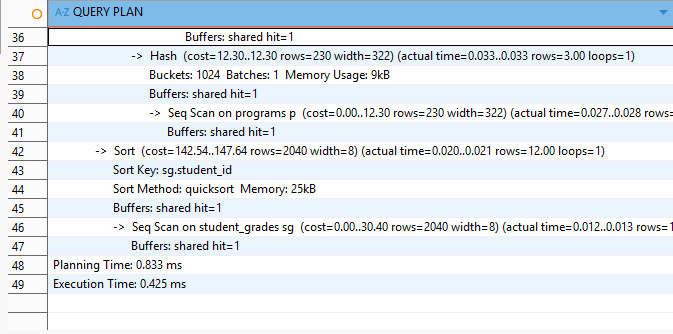 A-Z QUERY PLAN
36 Buffers: shared hit=1
37 -> Hash (cost=12.30..12.30 rows=230 width=322) (actual time=0.033..0.033 rows=3.00 loops=1)
38 Buckets: 1024 Batches: 1 Memory Usage: 9kB
39 Buffers: shared hit=1
40 -> Seq Scan on programs p (cost=0.00..12.30 rows=230 width=322) (actual time=0.027..0.028 rows=
41 Buffers: shared hit=1
42 -> Sort (cost=142.54..147.64 rows=2040 width=8) (actual time=0.020..0.021 rows=12.00 loops=1)
43 Sort Key: sg.student_id
44 Sort Method: quicksort Memory: 25kB
45 Buffers: shared hit=1
46 -> Seq Scan on student_grades sg (cost=0.00..30.40 rows=2040 width=8) (actual time=0.012..0.013 rows=1
47 Buffers: shared hit=1
48 Planning Time: 0.833 ms
49 Execution Time: 0.425 ms